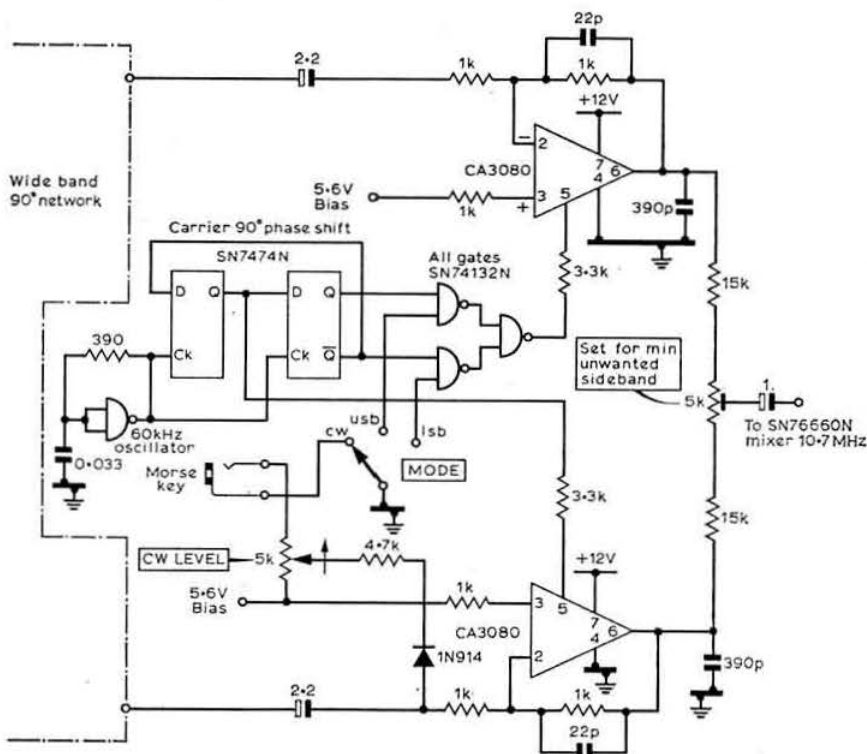 22p
2·2
1k
1k
+12V
2
7
4
6
CA3080
3
5
5·6V
Bias
1k
390p
Wide band
90° network
Carrier 90° phase shift
SN7474N
All gates
SN74132N
3·3k
D Q
D Q
15k
390
Ck
Ck Q̅
Set for min
unwanted
sideband
5k
1.
To SN76660N
mixer 10·7 MHz
60kHz
oscillator
usb
lsb
cw
0·033
Morse
key
MODE
3·3k
15k
CW LEVEL
5k
4·7k
+12V
5·6V
Bias
1k
3
5
7
4
6
CA3080
2
1N914
390p
2·2
1k
1k
22p